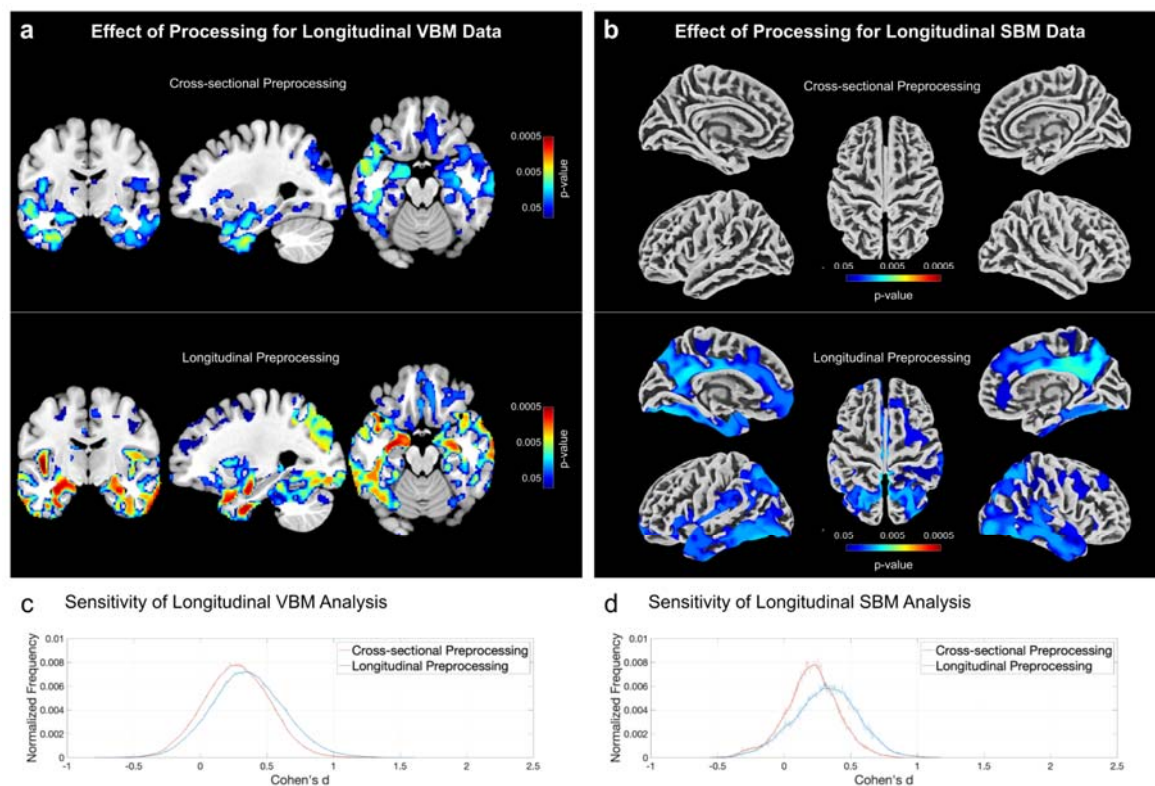 a Effect of Processing for Longitudinal VBM Data
Cross-sectional Preprocessing
0.0005
0.005
0.05
p-value
Longitudinal Preprocessing
0.0005
0.005
0.05
p-value
b Effect of Processing for Longitudinal SBM Data
Cross-sectional Preprocessing
0.05 0.005 0.0005
p-value
Longitudinal Preprocessing
0.05 0.005 0.0005
p-value
c Sensitivity of Longitudinal VBM Analysis
Normalized Frequency
0.01
0.008
0.006
0.004
0.002
0
Cross-sectional Preprocessing
Longitudinal Preprocessing
-1 -0.5 0 0.5 1 1.5 2 2.5
Cohen's d
d Sensitivity of Longitudinal SBM Analysis
Normalized Frequency
0.01
0.008
0.006
0.004
0.002
0
Cross-sectional Preprocessing
Longitudinal Preprocessing
-1 -0.5 0 0.5 1 1.5 2 2.5
Cohen's d